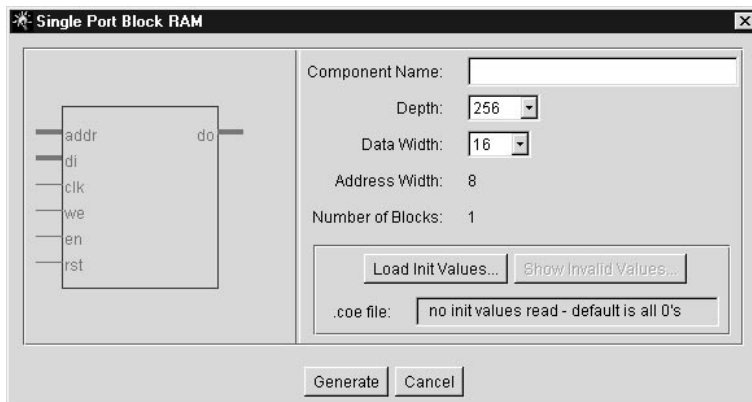 Single Port Block RAM
addr
do
di
clk
we
en
rst
Component Name:
Depth: 256
Data Width: 16
Address Width: 8
Number of Blocks: 1
Load Init Values... Show Invalid Values...
.coe file: no init values read - default is all 0's
Generate Cancel